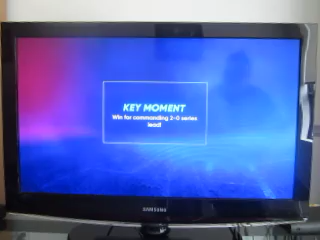 KEY MOMENT
Win for commanding 2-0 series
lead!
SAMSUNG